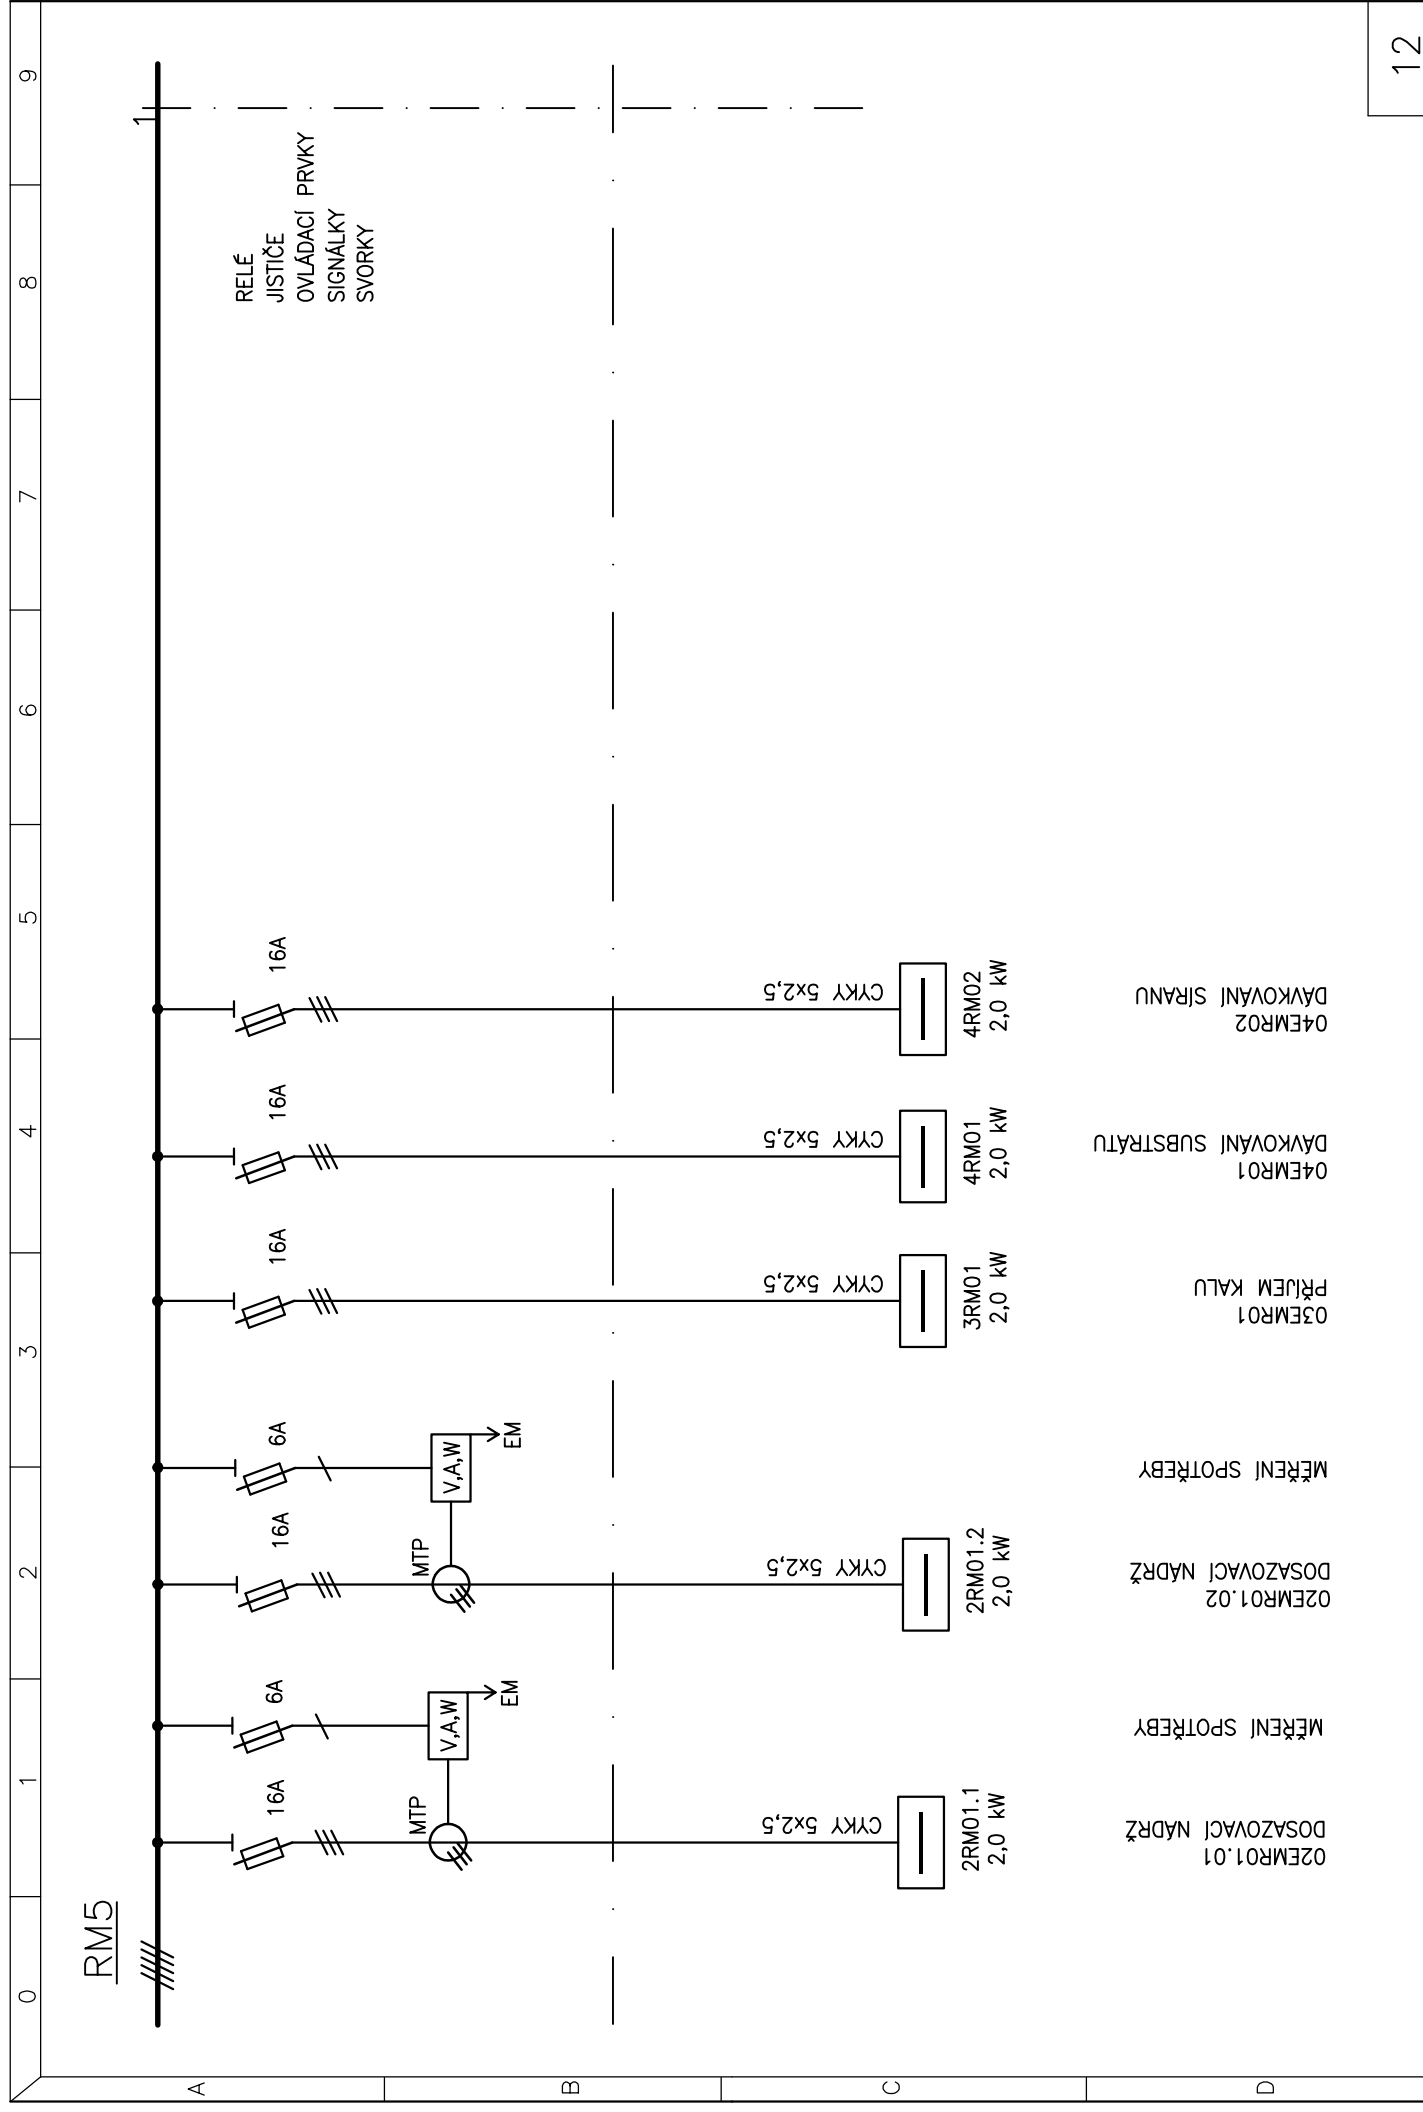 0 1 2 3 4 5 6 7 8 9
RM5
1
16A
6A
16A
6A
16A
16A
16A
RELÉ
JISTIČE
OVLÁDACÍ PRVKY
SIGNÁLKY
SVORKY
MTP
V,A,W
EM
MTP
V,A,W
EM
CYKY 5x2,5
CYKY 5x2,5
CYKY 5x2,5
CYKY 5x2,5
CYKY 5x2,5
2RM01.1
2,0 kW
2RM01.2
2,0 kW
3RM01
2,0 kW
4RM01
2,0 kW
4RM02
2,0 kW
02EMR01.01
DOSAZOVACÍ NÁDRŽ
MĚŘENÍ SPOTŘEBY
02EMR01.02
DOSAZOVACÍ NÁDRŽ
MĚŘENÍ SPOTŘEBY
03EMR01
PŘÍJEM KALU
04EMR01
DÁVKOVÁNÍ SUBSTRÁTU
04EMR02
DÁVKOVÁNÍ SÍRANU
A
B
C
D
12